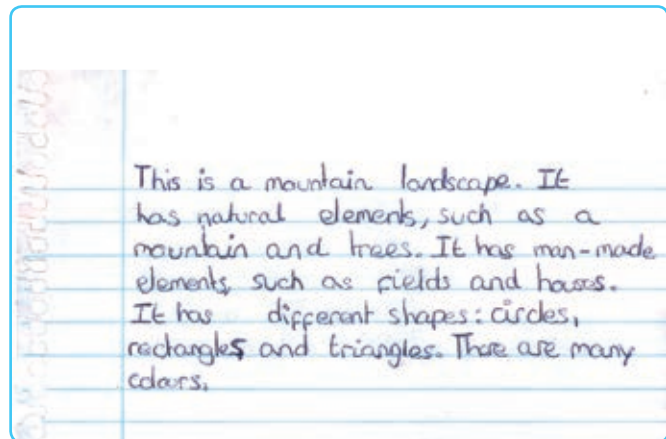 This is a mountain landscape. It
has natural elements, such as a
mountain and trees. It has man-made
elements, such as fields and houses.
It has different shapes: circles,
rectangles and triangles. There are many
colours.